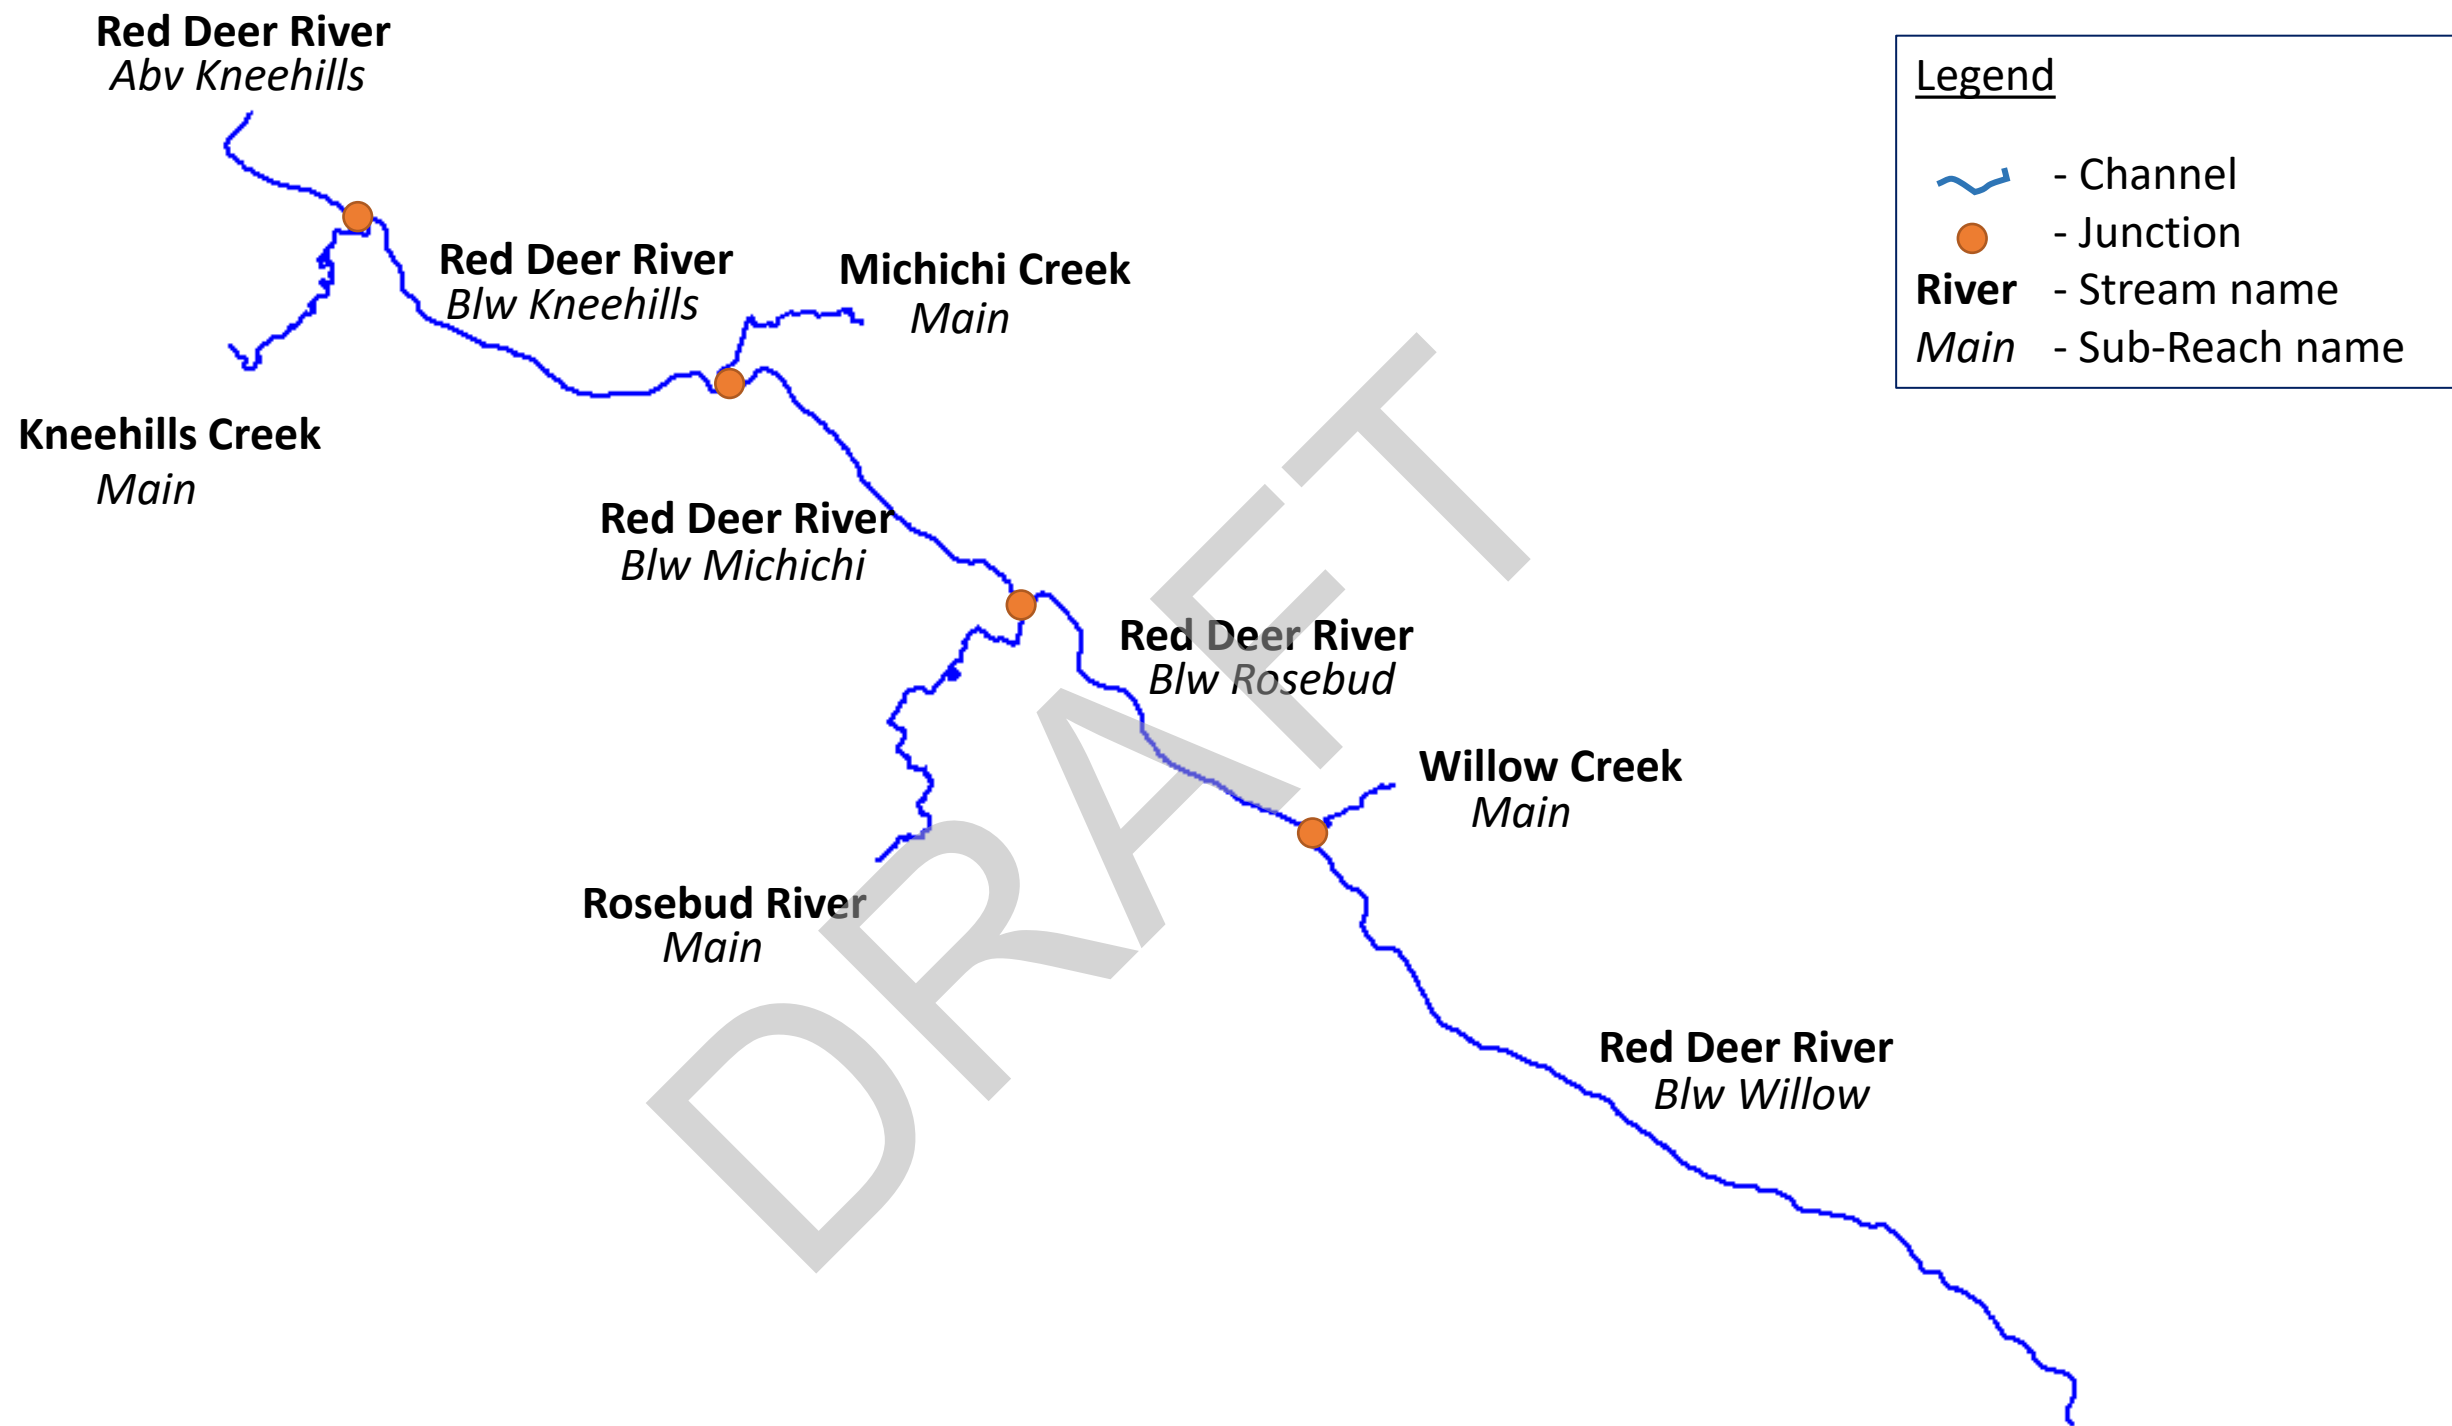 Red Deer River
Abv Kneehills
Legend
- Channel
- Junction
River - Stream name
Main - Sub-Reach name
Red Deer River
Blw Kneehills
Michichi Creek
Main
Kneehills Creek
Main
Red Deer River
Blw Michichi
Red Deer River
Blw Rosebud
Willow Creek
Main
Rosebud River
Main
Red Deer River
Blw Willow
DRAFT